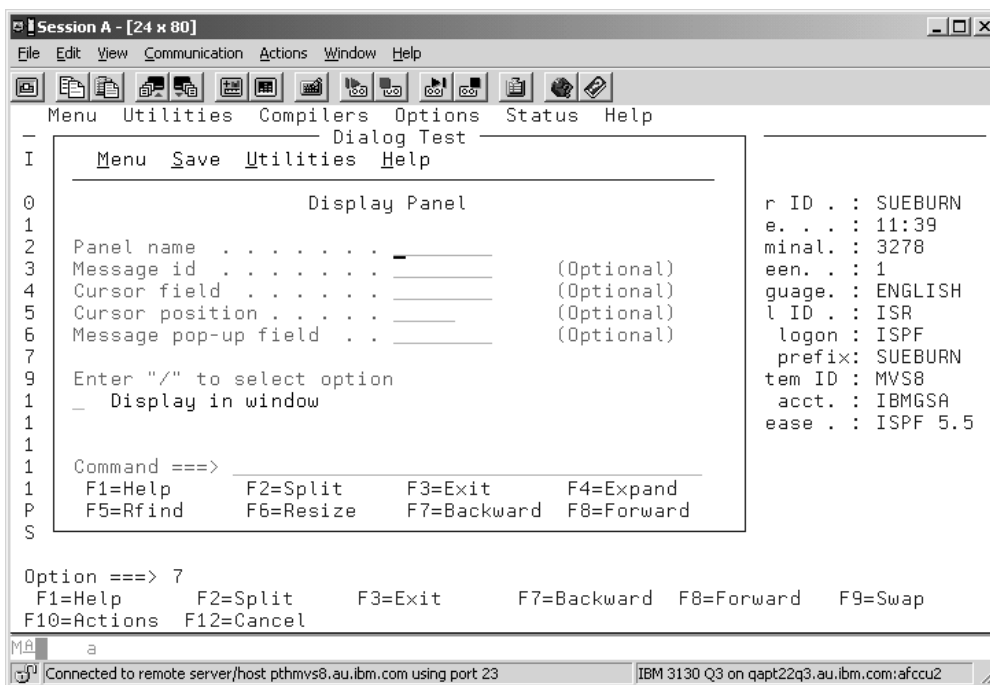 Session A - [24 x 80]
File Edit View Communication Actions Window Help
Menu Utilities Compilers Options Status Help
Dialog Test
I Menu Save Utilities Help
0 Display Panel r ID . : SUEBURN
1 e. . . : 11:39
2 Panel name . . . . . . . minal. : 3278
3 Message id . . . . . . . (Optional) een. . : 1
4 Cursor field . . . . . . (Optional) guage. : ENGLISH
5 Cursor position . . . . . (Optional) l ID . : ISR
6 Message pop-up field . . (Optional) logon : ISPF
7 prefix: SUEBURN
9 Enter "/" to select option tem ID : MVS8
1 _ Display in window acct. : IBMGSA
1 ease . : ISPF 5.5
1
1 Command ===>
1 F1=Help F2=Split F3=Exit F4=Expand
P F5=Rfind F6=Resize F7=Backward F8=Forward
S
Option ===> 7
F1=Help F2=Split F3=Exit F7=Backward F8=Forward F9=Swap
F10=Actions F12=Cancel
MA a
Connected to remote server/host pthmvs8.au.ibm.com using port 23 IBM 3130 Q3 on qapt22q3.au.ibm.com:afccu2